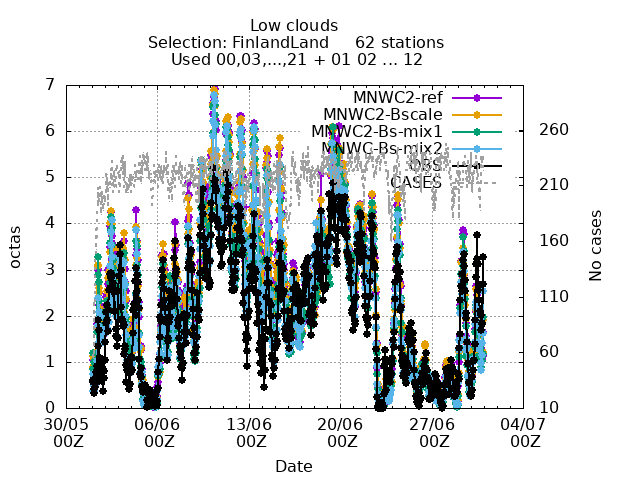 Low clouds
Selection: FinlandLand 62 stations
Used 00,03,...,21 + 01 02 ... 12
7
6
5
4
3
2
1
0
octas
MNWC2-ref
MNWC2-Bscale
MNWC2-Bs-mix1
MNWC-Bs-mix2
OBS
CASES
260
210
160
110
60
10
No cases
30/05 06/06 13/06 20/06 27/06 04/07
00Z 00Z 00Z 00Z 00Z 00Z
Date